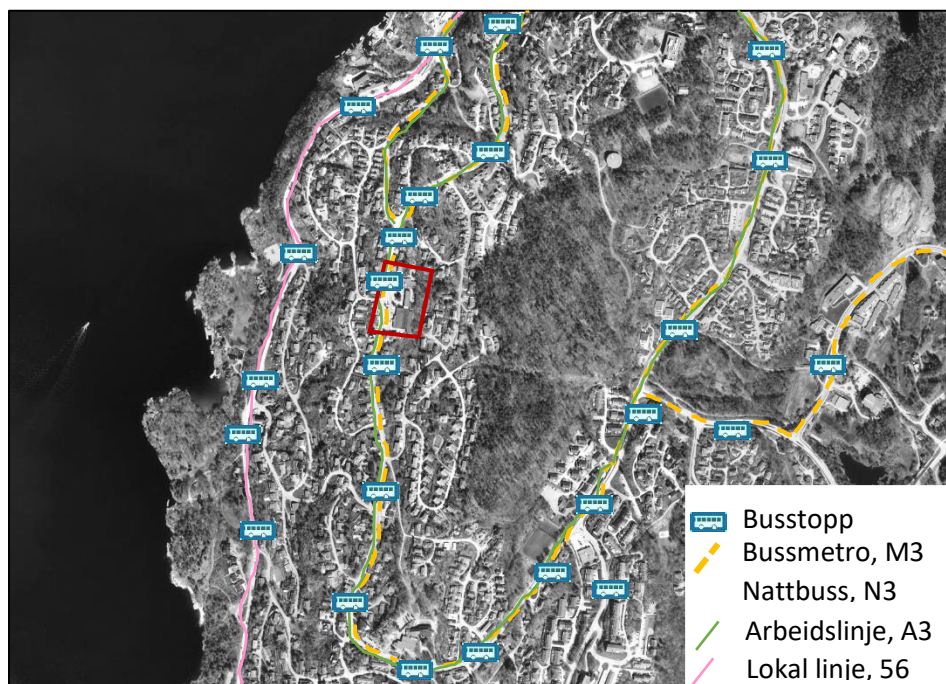 Busstopp
Bussmetro, M3
Nattbuss, N3
Arbeidslinje, A3
Lokal linje, 56